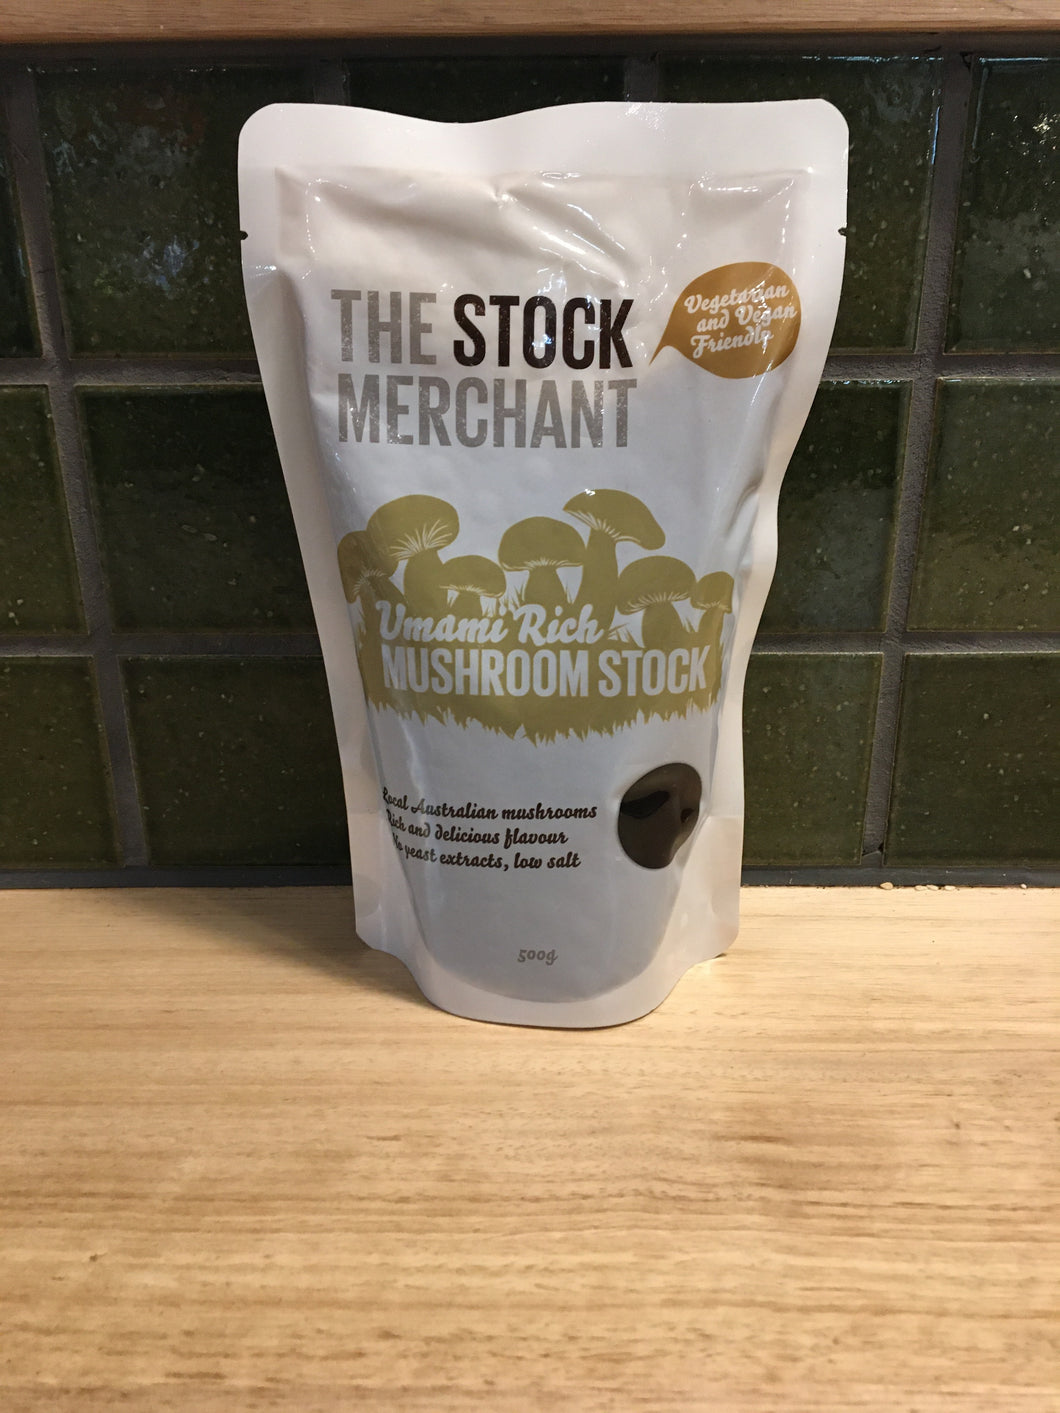 THE STOCK
MERCHANT
Vegetarian
and Vegan
Friendly
Umami Rich
MUSHROOM STOCK
Local Australian mushrooms
Rich and delicious flavour
No yeast extracts, low salt
500g